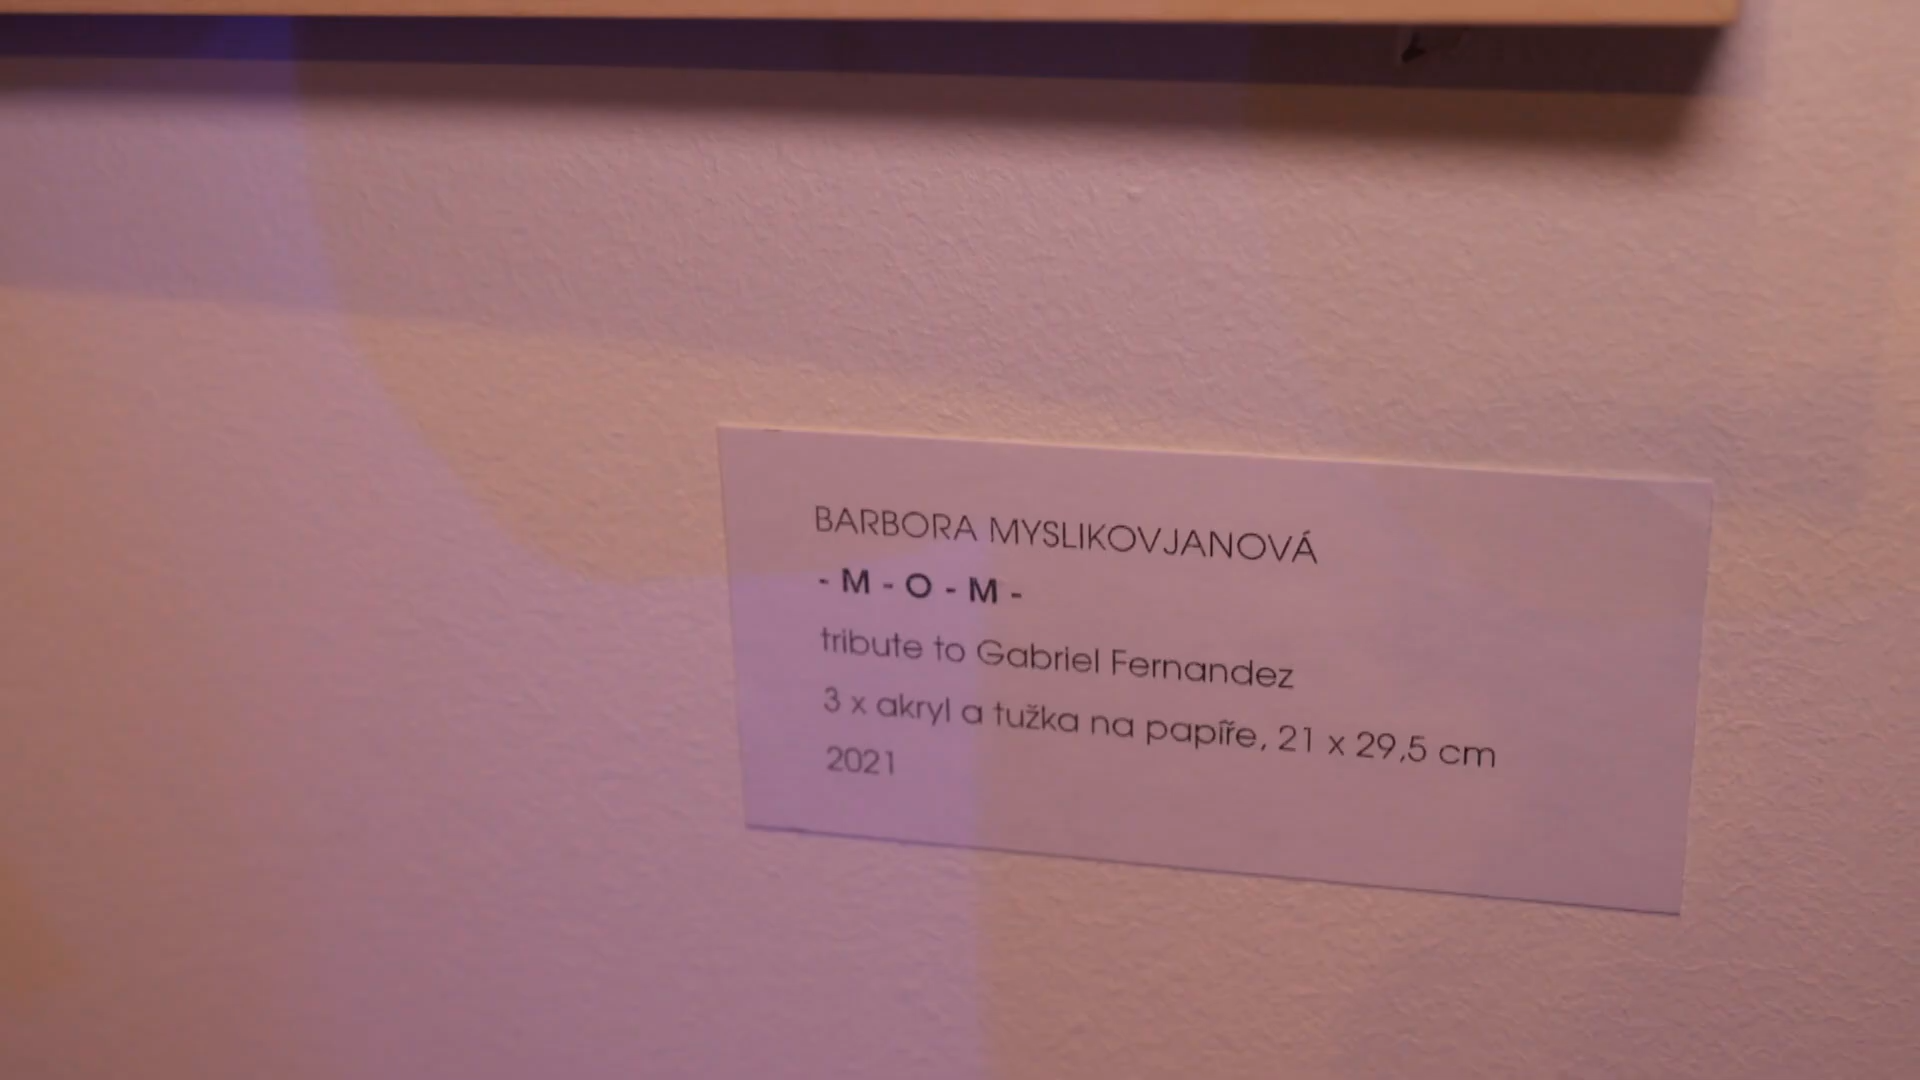 BARBORA MYSLIKOVJANOVÁ
- M - O - M -
tribute to Gabriel Fernandez
3 x akryl a tužka na papíře, 21 x 29,5 cm
2021